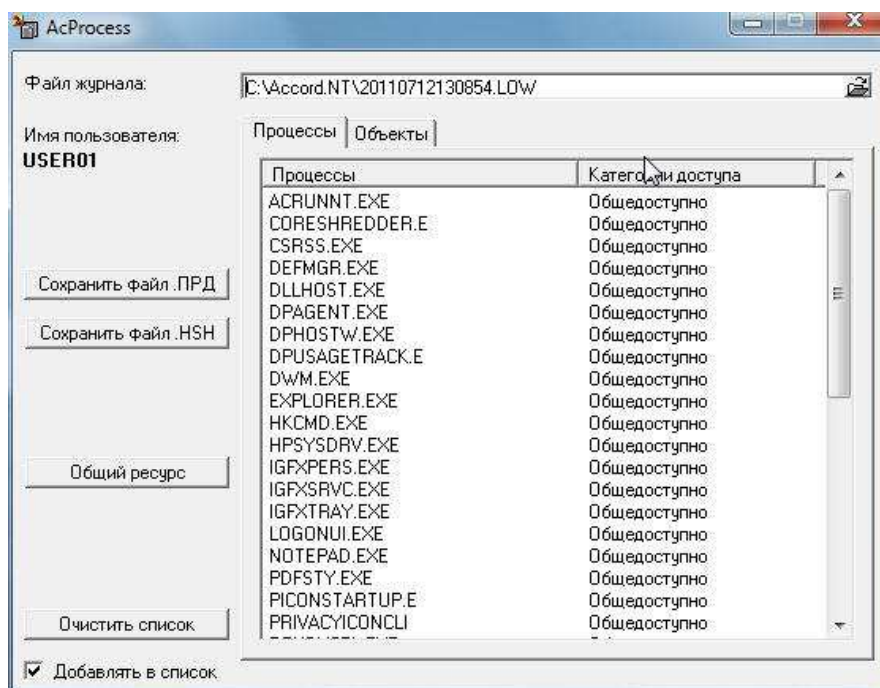 AcProcess
Файл журнала:
C:\Accord.NT\20110712130854.LOW
Имя пользователя:
USER01
Процессы
Объекты
Процессы Категории доступа
ACRUNNT.EXE Общедоступно
CORESHREDDER.E Общедоступно
CSRSS.EXE Общедоступно
DEFMGR.EXE Общедоступно
DLLHOST.EXE Общедоступно
DPAGENT.EXE Общедоступно
DPHOSTW.EXE Общедоступно
DPUSAGETRACK.E Общедоступно
DWM.EXE Общедоступно
EXPLORER.EXE Общедоступно
HKCMD.EXE Общедоступно
HPSYSDRV.EXE Общедоступно
IGFXPERS.EXE Общедоступно
IGFXSRVC.EXE Общедоступно
IGFXTRAY.EXE Общедоступно
LOGONUI.EXE Общедоступно
NOTEPAD.EXE Общедоступно
PDFSTY.EXE Общедоступно
PICONSTARTUP.E Общедоступно
PRIVACYICONCLI Общедоступно
Сохранить файл .ПРД
Сохранить файл .HSH
Общий ресурс
Очистить список
Добавлять в список